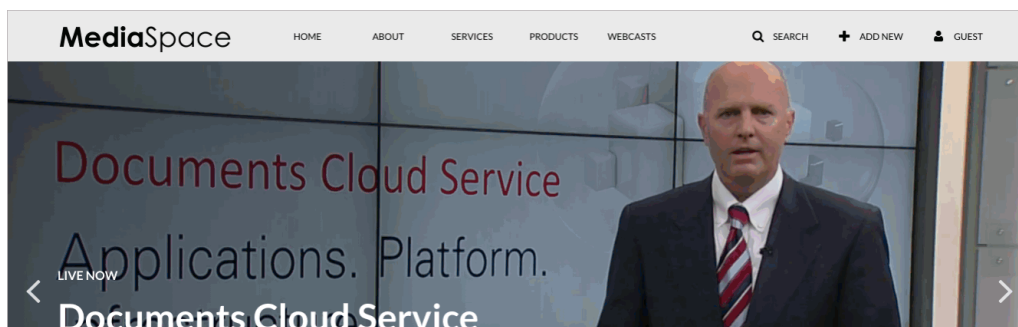 MediaSpace HOME ABOUT SERVICES PRODUCTS WEBCASTS SEARCH ADD NEW GUEST
Documents Cloud Service
Applications. Platform.
LIVE NOW
Documents Cloud Service